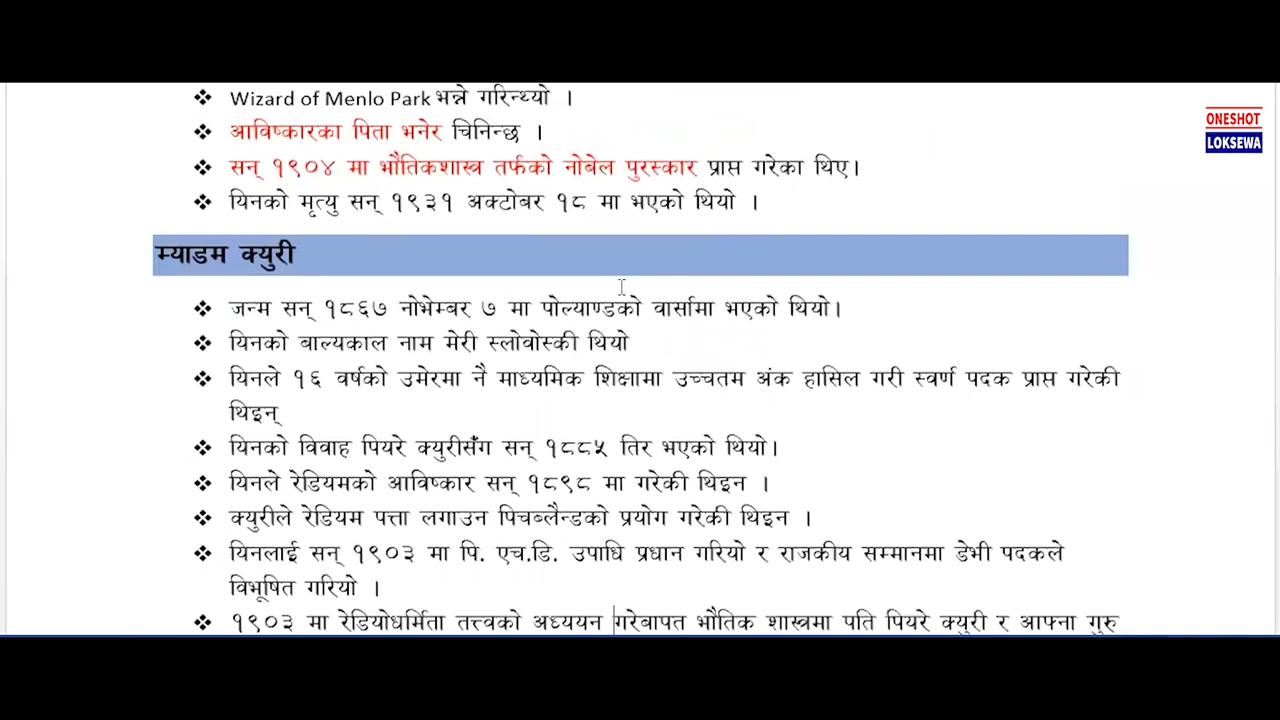 ❖ Wizard of Menlo Park भन्ने गरिन्थ्यो ।
❖ आविष्कारका पिता भनेर चिनिन्छ ।
❖ सन् १९०४ मा भौतिकशास्त्र तर्फको नोबेल पुरस्कार प्राप्त गरेका थिए।
❖ यिनको मृत्यु सन् १९३१ अक्टोबर १८ मा भएको थियो ।
ONESHOT
LOKSEWA
म्याडम क्युरी
❖ जन्म सन् १८६७ नोभेम्बर ७ मा पोल्याण्डको वार्सामा भएको थियो।
❖ यिनको बाल्यकाल नाम मेरी स्लोवोस्की थियो
❖ यिनले १६ वर्षको उमेरमा नै माध्यमिक शिक्षामा उच्चतम अंक हासिल गरी स्वर्ण पदक प्राप्त गरेकी
थिइन्
❖ यिनको विवाह पियरे क्युरीसँग सन् १८८५ तिर भएको थियो।
❖ यिनले रेडियमको आविष्कार सन् १८९८ मा गरेकी थिइन ।
❖ क्युरीले रेडियम पत्ता लगाउन पिचब्लैन्डको प्रयोग गरेकी थिइन ।
❖ यिनलाई सन् १९०३ मा पि. एच.डि. उपाधि प्रधान गरियो र राजकीय सम्मानमा डेभी पदकले
विभूषित गरियो ।
❖ १९०३ मा रेडियोधर्मिता तत्त्वको अध्ययन गरेबापत भौतिक शास्त्रमा पति पियरे क्युरी र आफ्ना गुरु